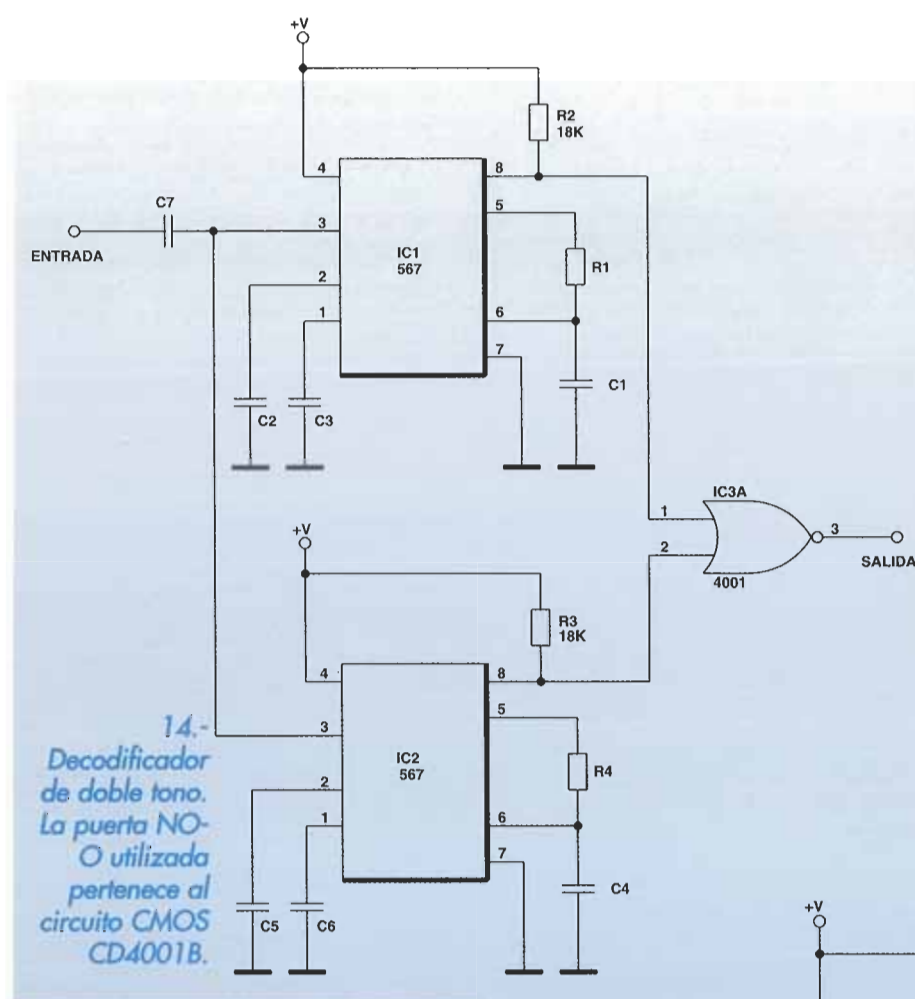 +V
R2
18K
4
8
C7
5
3
ENTRADA
IC1
567
R1
2
1
6
7
C2
C3
C1
IC3A
1
3
2
SALIDA
4001
+V
R3
18K
4
8
5
3
IC2
567
R4
2
1
6
7
C5
C6
C4
14.-
Decodificador
de doble tono.
La puerta NO-
O utilizada
pertenece al
circuito CMOS
CD4001B.
+V